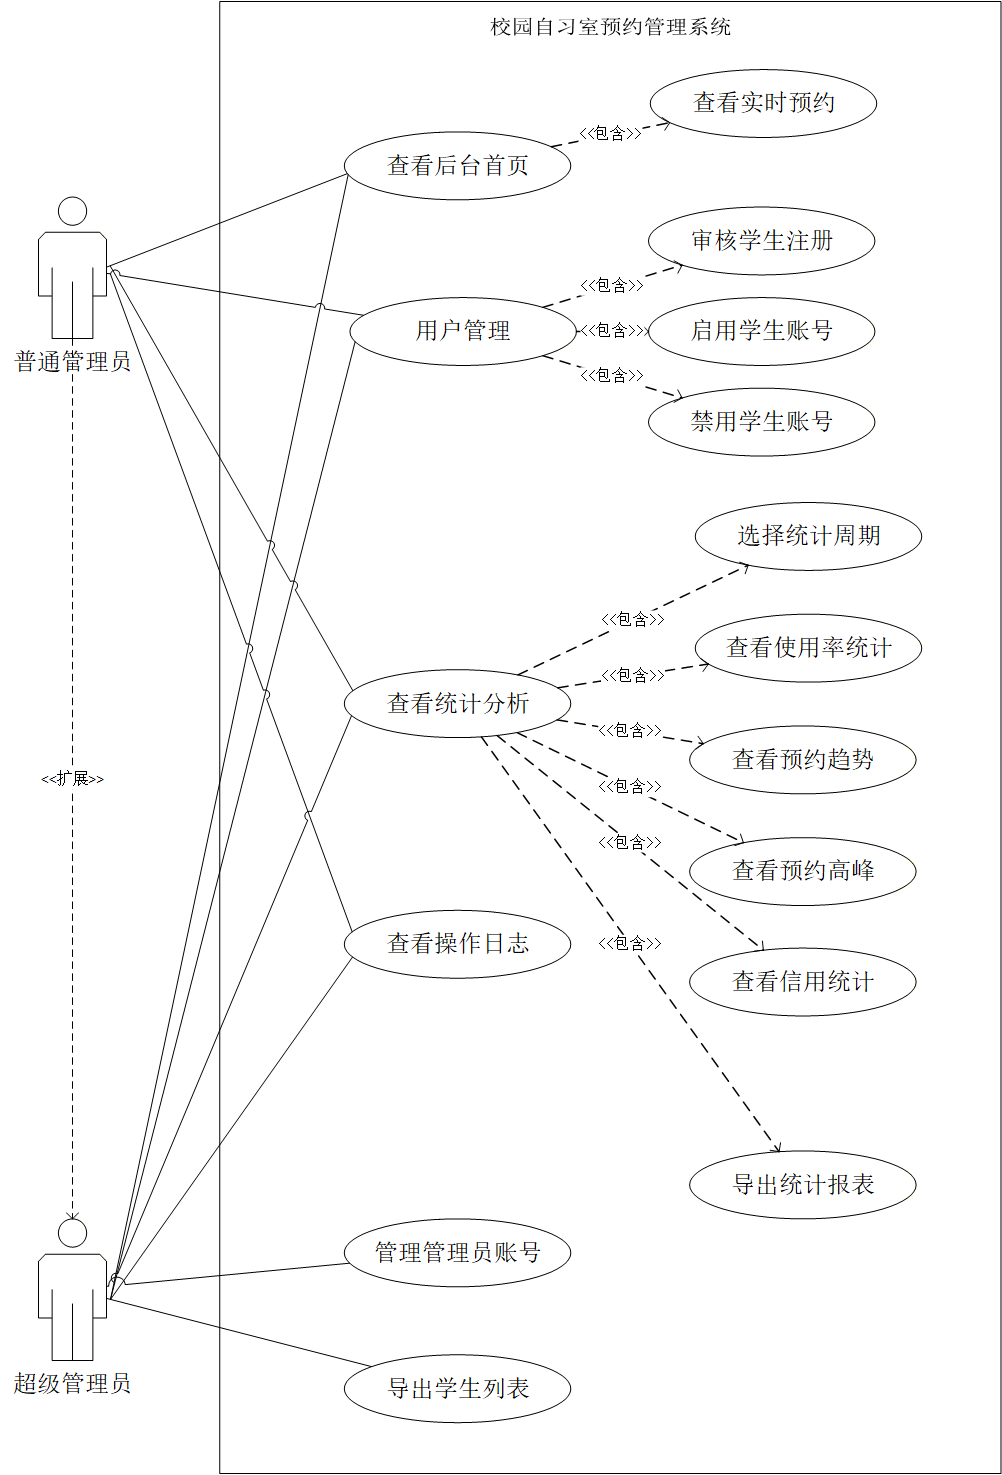 校园自习室预约管理系统
查看实时预约
<<包含>>
查看后台首页
审核学生注册
<<包含>>
用户管理
<<包含>>
启用学生账号
普通管理员
<<包含>>
禁用学生账号
选择统计周期
<<包含>>
查看使用率统计
<<包含>>
查看统计分析
<<包含>>
查看预约趋势
<<扩展>>
<<包含>>
<<包含>>
查看预约高峰
查看操作日志
<<包含>>
查看信用统计
导出统计报表
管理管理员账号
超级管理员
导出学生列表